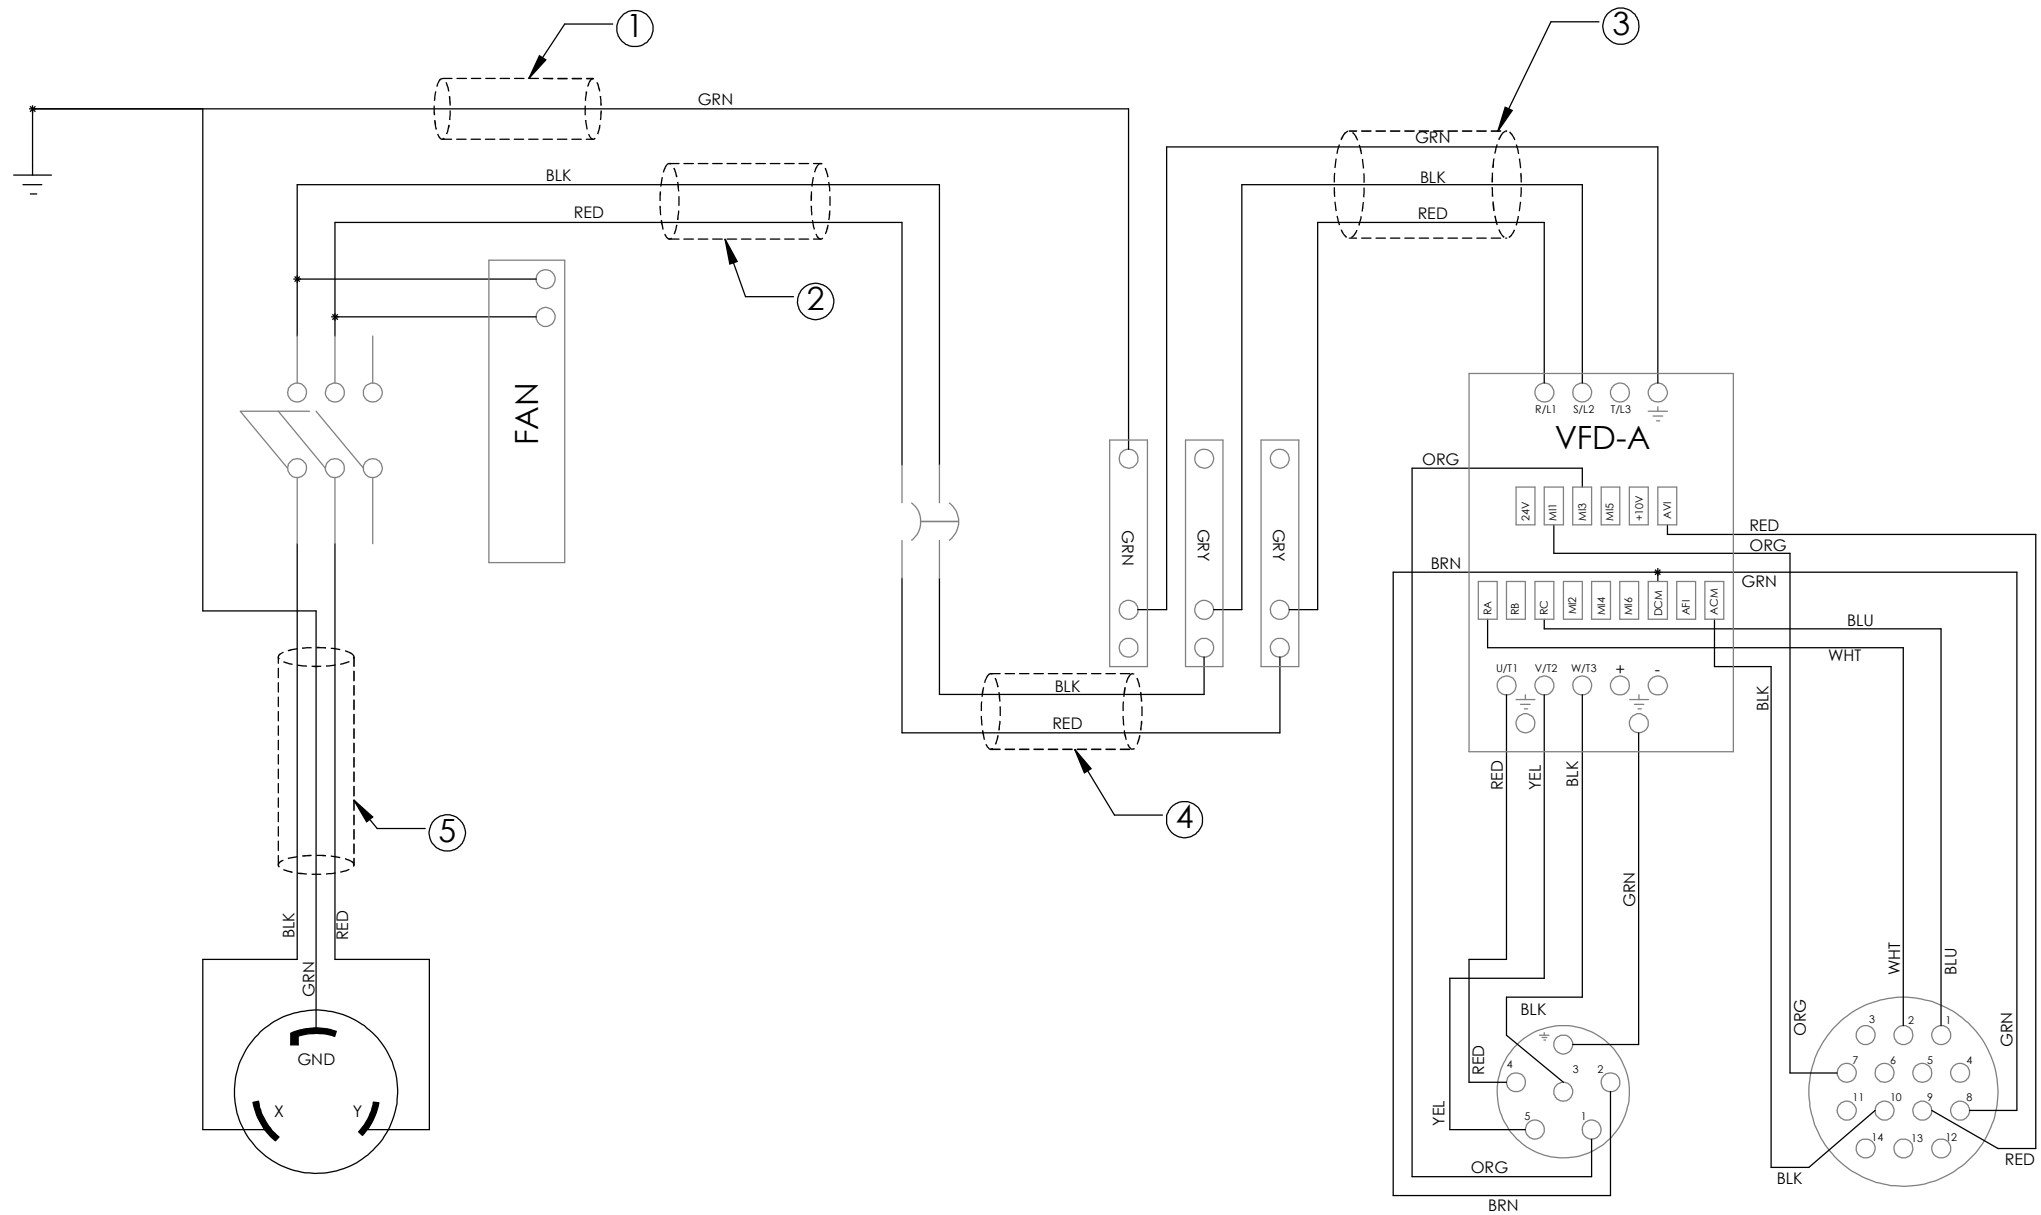 1
3
GRN
GRN
BLK
BLK
RED
RED
2
FAN
R/L1 S/L2 T/L3
VFD-A
ORG
24V MI1 MI3 MI5 +10V AVI
RED
GRN GRY GRY
ORG
BRN
GRN
RA RB RC MI2 MI4 MI6 DCM AFI ACM
BLU
WHT
U/T1 V/T2 W/T3 + -
BLK
BLK
RED
RED YEL BLK
4
5
GRN
BLK RED
WHT BLU
GRN
BLK
ORG GRN
GND
3 2 1
RED
4 3 2
7 6 5 4
X Y
YEL
5 1
11 10 9 8
14 13 12
ORG
RED
BLK
BRN